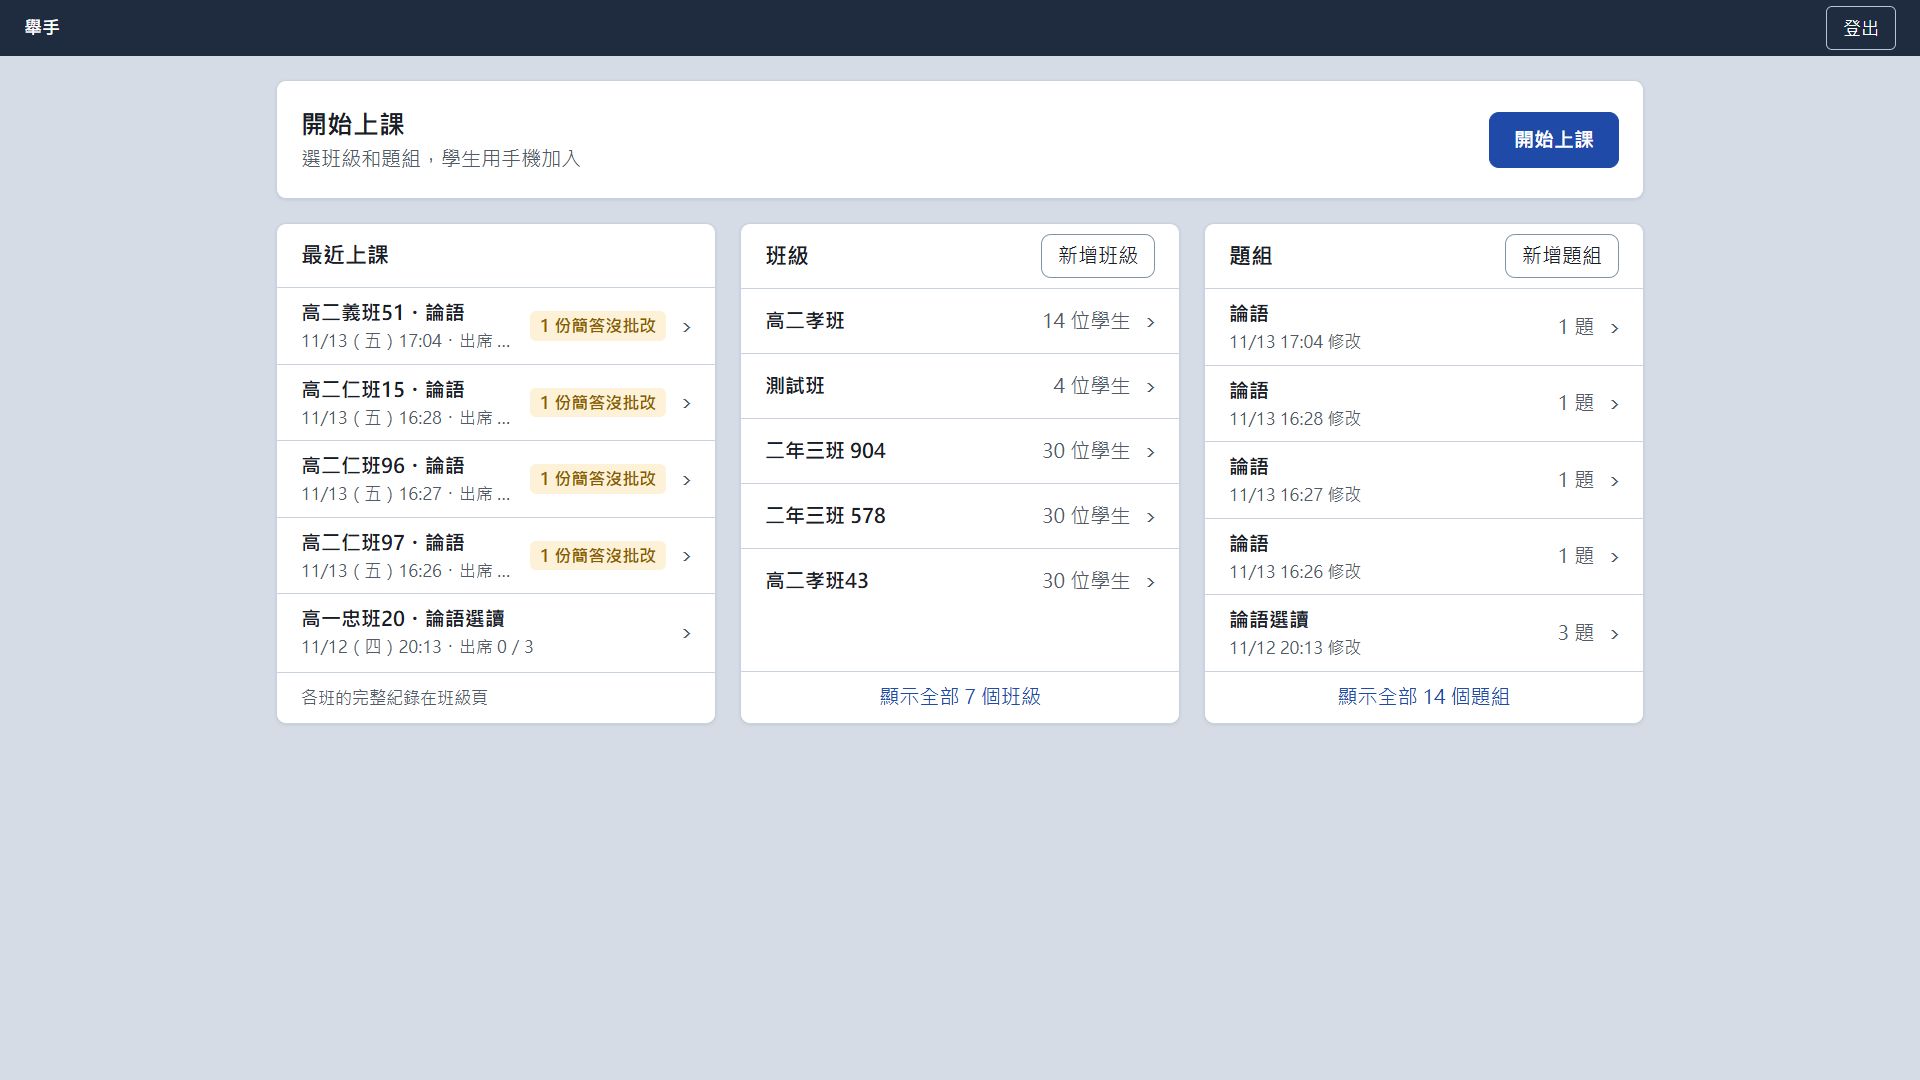 舉手
登出
開始上課
選班級和題組，學生用手機加入
開始上課
最近上課
高二義班51．論語
11/13（五）17:04 · 出席 ...
1 份簡答沒批改
高二仁班15．論語
11/13（五）16:28 · 出席 ...
1 份簡答沒批改
高二仁班96．論語
11/13（五）16:27 · 出席 ...
1 份簡答沒批改
高二仁班97．論語
11/13（五）16:26 · 出席 ...
1 份簡答沒批改
高一忠班20．論語選讀
11/12（四）20:13 · 出席 0 / 3
各班的完整紀錄在班級頁
班級
新增班級
高二孝班
14 位學生
測試班
4 位學生
二年三班 904
30 位學生
二年三班 578
30 位學生
高二孝班43
30 位學生
顯示全部 7 個班級
題組
新增題組
論語
11/13 17:04 修改
1 題
論語
11/13 16:28 修改
1 題
論語
11/13 16:27 修改
1 題
論語
11/13 16:26 修改
1 題
論語選讀
11/12 20:13 修改
3 題
顯示全部 14 個題組